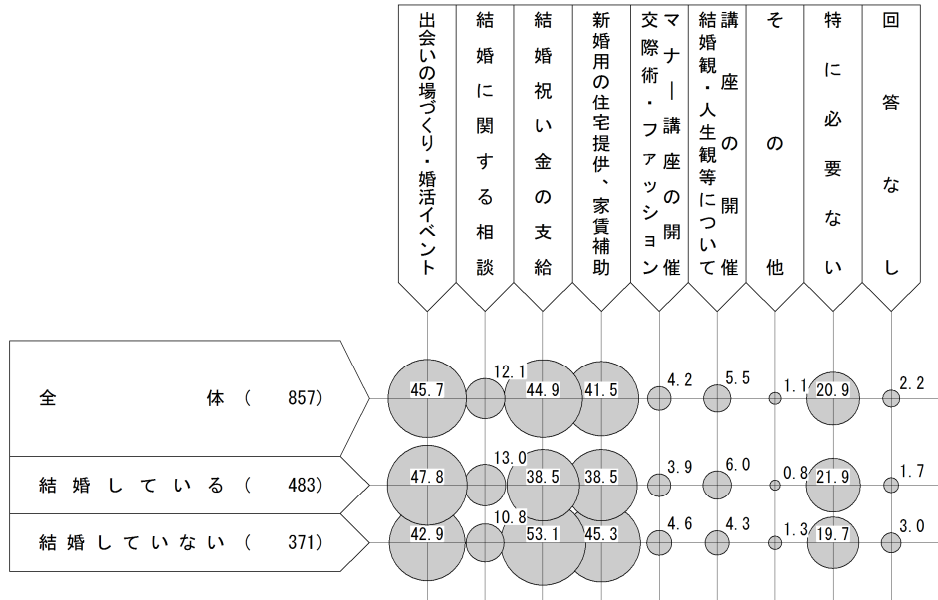 出会いの場づくり・婚活イベント
結婚に関する相談
結婚祝い金の支給
新婚用の住宅提供、家賃補助
交際術・ファッション
マナー講座の開催
結婚観・人生観等について
講座の開催
その他
特に必要ない
回答なし
全体( 857) 45.7 12.1 44.9 41.5 4.2 5.5 1.1 20.9 2.2
結婚している( 483) 47.8 13.0 38.5 38.5 3.9 6.0 0.8 21.9 1.7
結婚していない( 371) 42.9 10.8 53.1 45.3 4.6 4.3 1.3 19.7 3.0